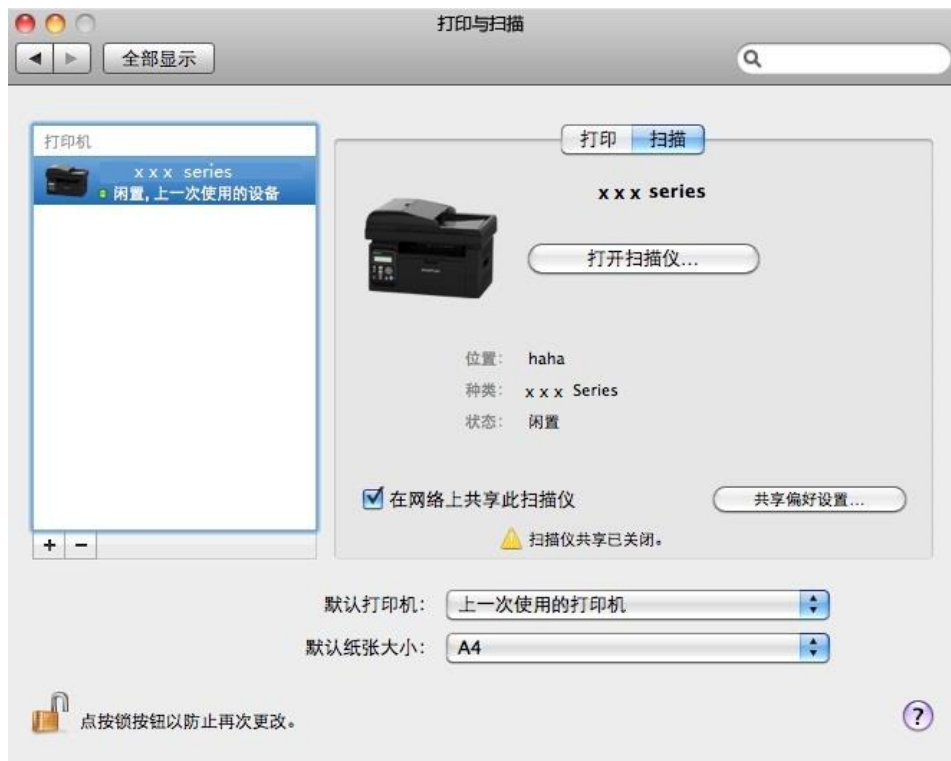 打印与扫描
全部显示
打印机
x x x series
闲置, 上一次使用的设备
打印 扫描
x x x series
打开扫描仪...
位置: haha
种类: x x x Series
状态: 闲置
在网络上共享此扫描仪
共享偏好设置...
扫描仪共享已关闭。
默认打印机: 上一次使用的打印机
默认纸张大小: A4
点按锁按钮以防止再次更改。
?